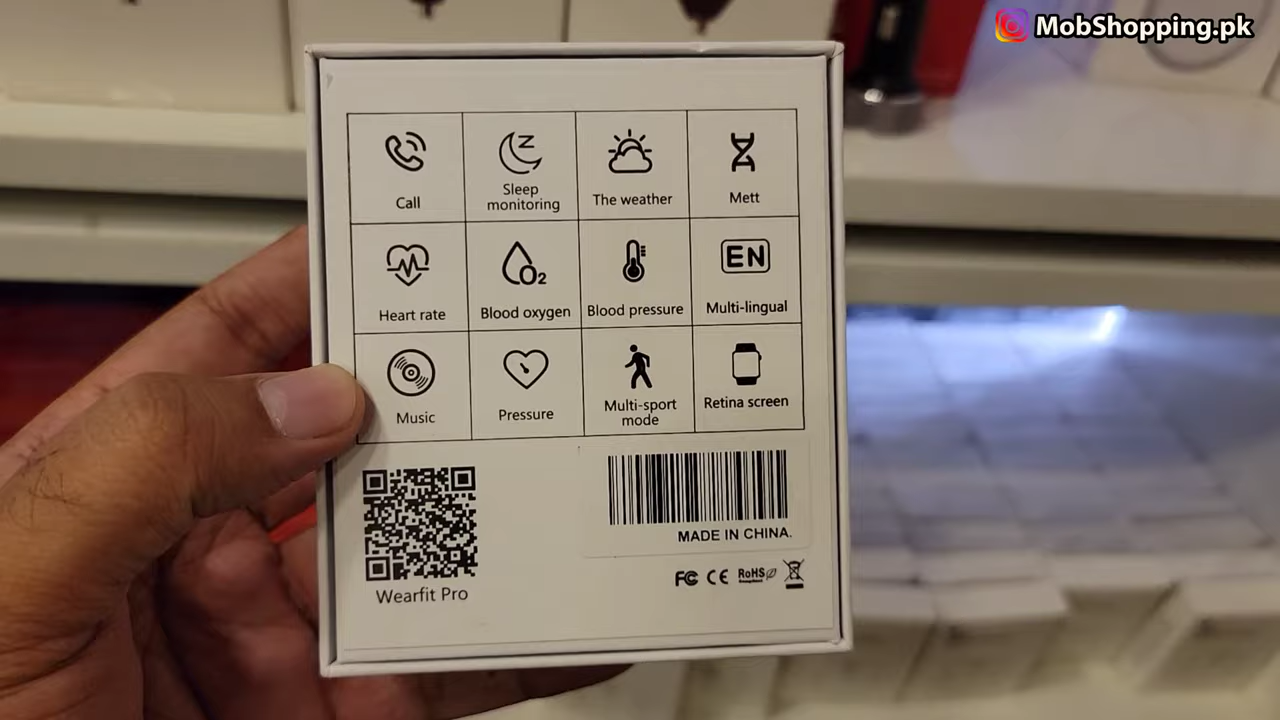 MobShopping.pk
Call
Sleep
monitoring
The weather
Mett
Heart rate
Blood oxygen
O2
Blood pressure
EN
Multi-lingual
Music
Pressure
Multi-sport
mode
Retina screen
Wearfit Pro
MADE IN CHINA.
FC CE RoHS